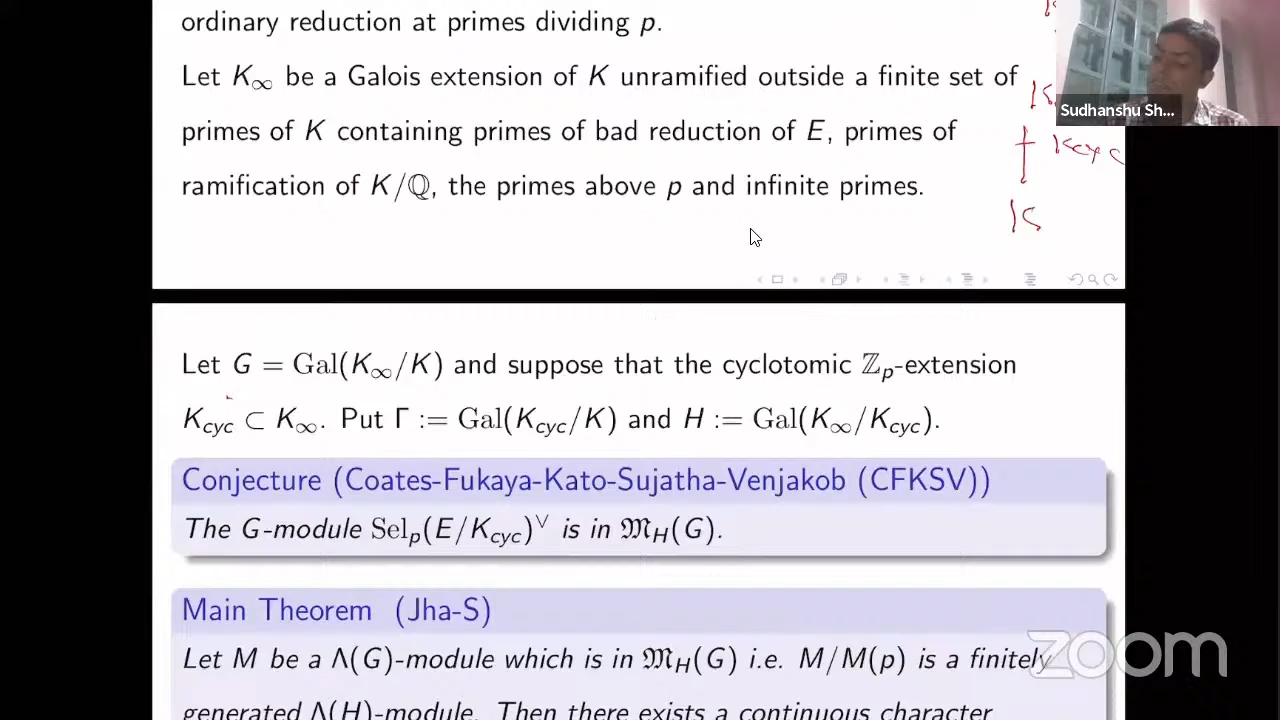 ordinary reduction at primes dividing p.
Let K∞ be a Galois extension of K unramified outside a finite set of
primes of K containing primes of bad reduction of E, primes of
ramification of K/ℚ, the primes above p and infinite primes.
Sudhanshu Sh...
Kcyc
K
Let G = Gal(K∞/K) and suppose that the cyclotomic ℤp-extension
Kcyc ⊂ K∞. Put Γ := Gal(Kcyc/K) and H := Gal(K∞/Kcyc).
Conjecture (Coates-Fukaya-Kato-Sujatha-Venjakob (CFKSV))
The G-module Selp(E/Kcyc)∨ is in 𝔐H(G).
Main Theorem (Jha-S)
Let M be a Λ(G)-module which is in 𝔐H(G) i.e. M/M(p) is a finitely
generated Λ(H)-module. Then there exists a continuous character
zoom